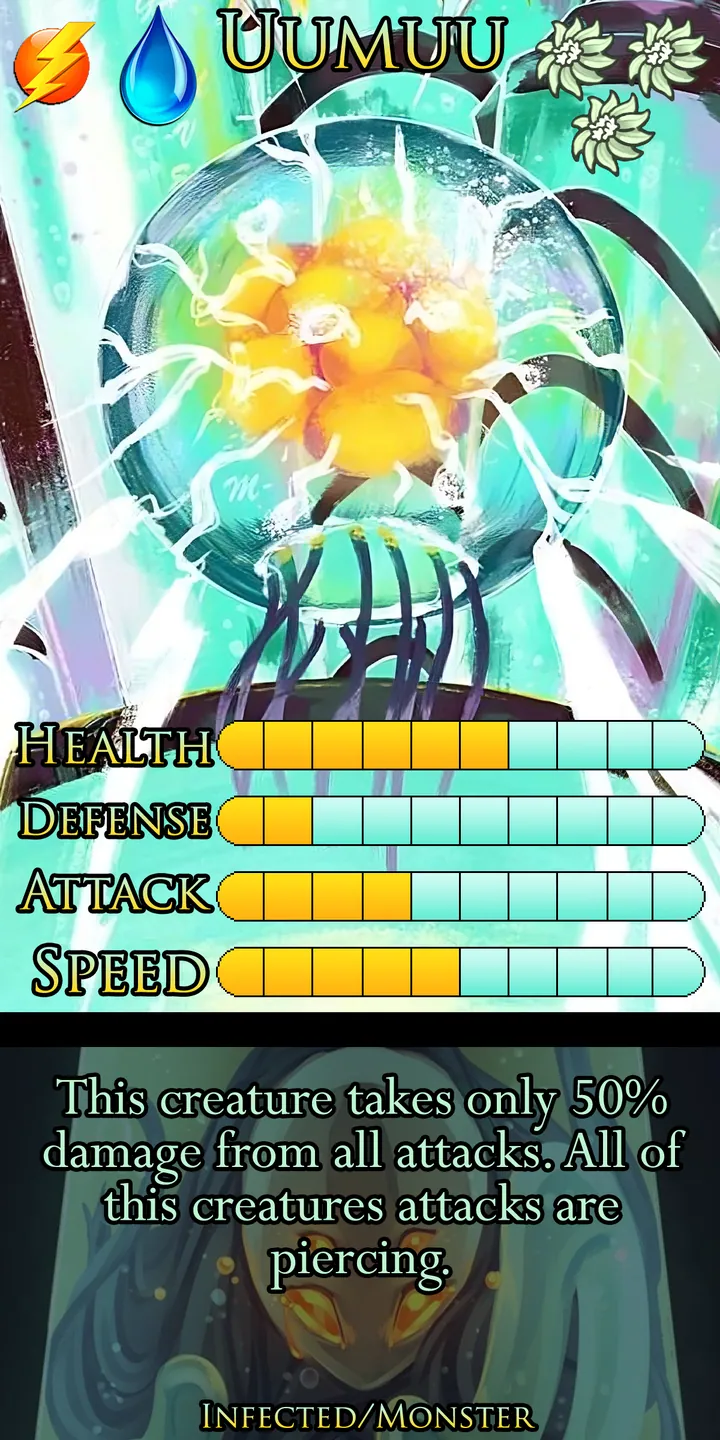 Uumuu
Health
Defense
Attack
Speed
This creature takes only 50%
damage from all attacks. All of
this creatures attacks are
piercing.
Infected/Monster